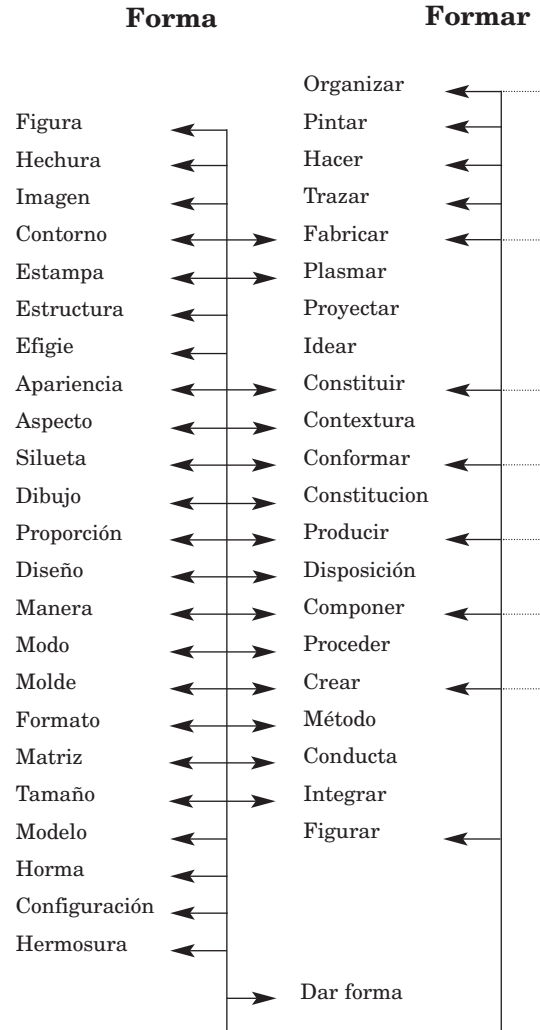 Forma
Formar
Figura
Hechura
Imagen
Contorno
Estampa
Estructura
Efigie
Apariencia
Aspecto
Silueta
Dibujo
Proporción
Diseño
Manera
Modo
Molde
Formato
Matriz
Tamaño
Modelo
Horma
Configuración
Hermosura
Organizar
Pintar
Hacer
Trazar
Fabricar
Plasmar
Proyectar
Idear
Constituir
Contextura
Conformar
Constitucion
Producir
Disposición
Componer
Proceder
Crear
Método
Conducta
Integrar
Figurar
Dar forma